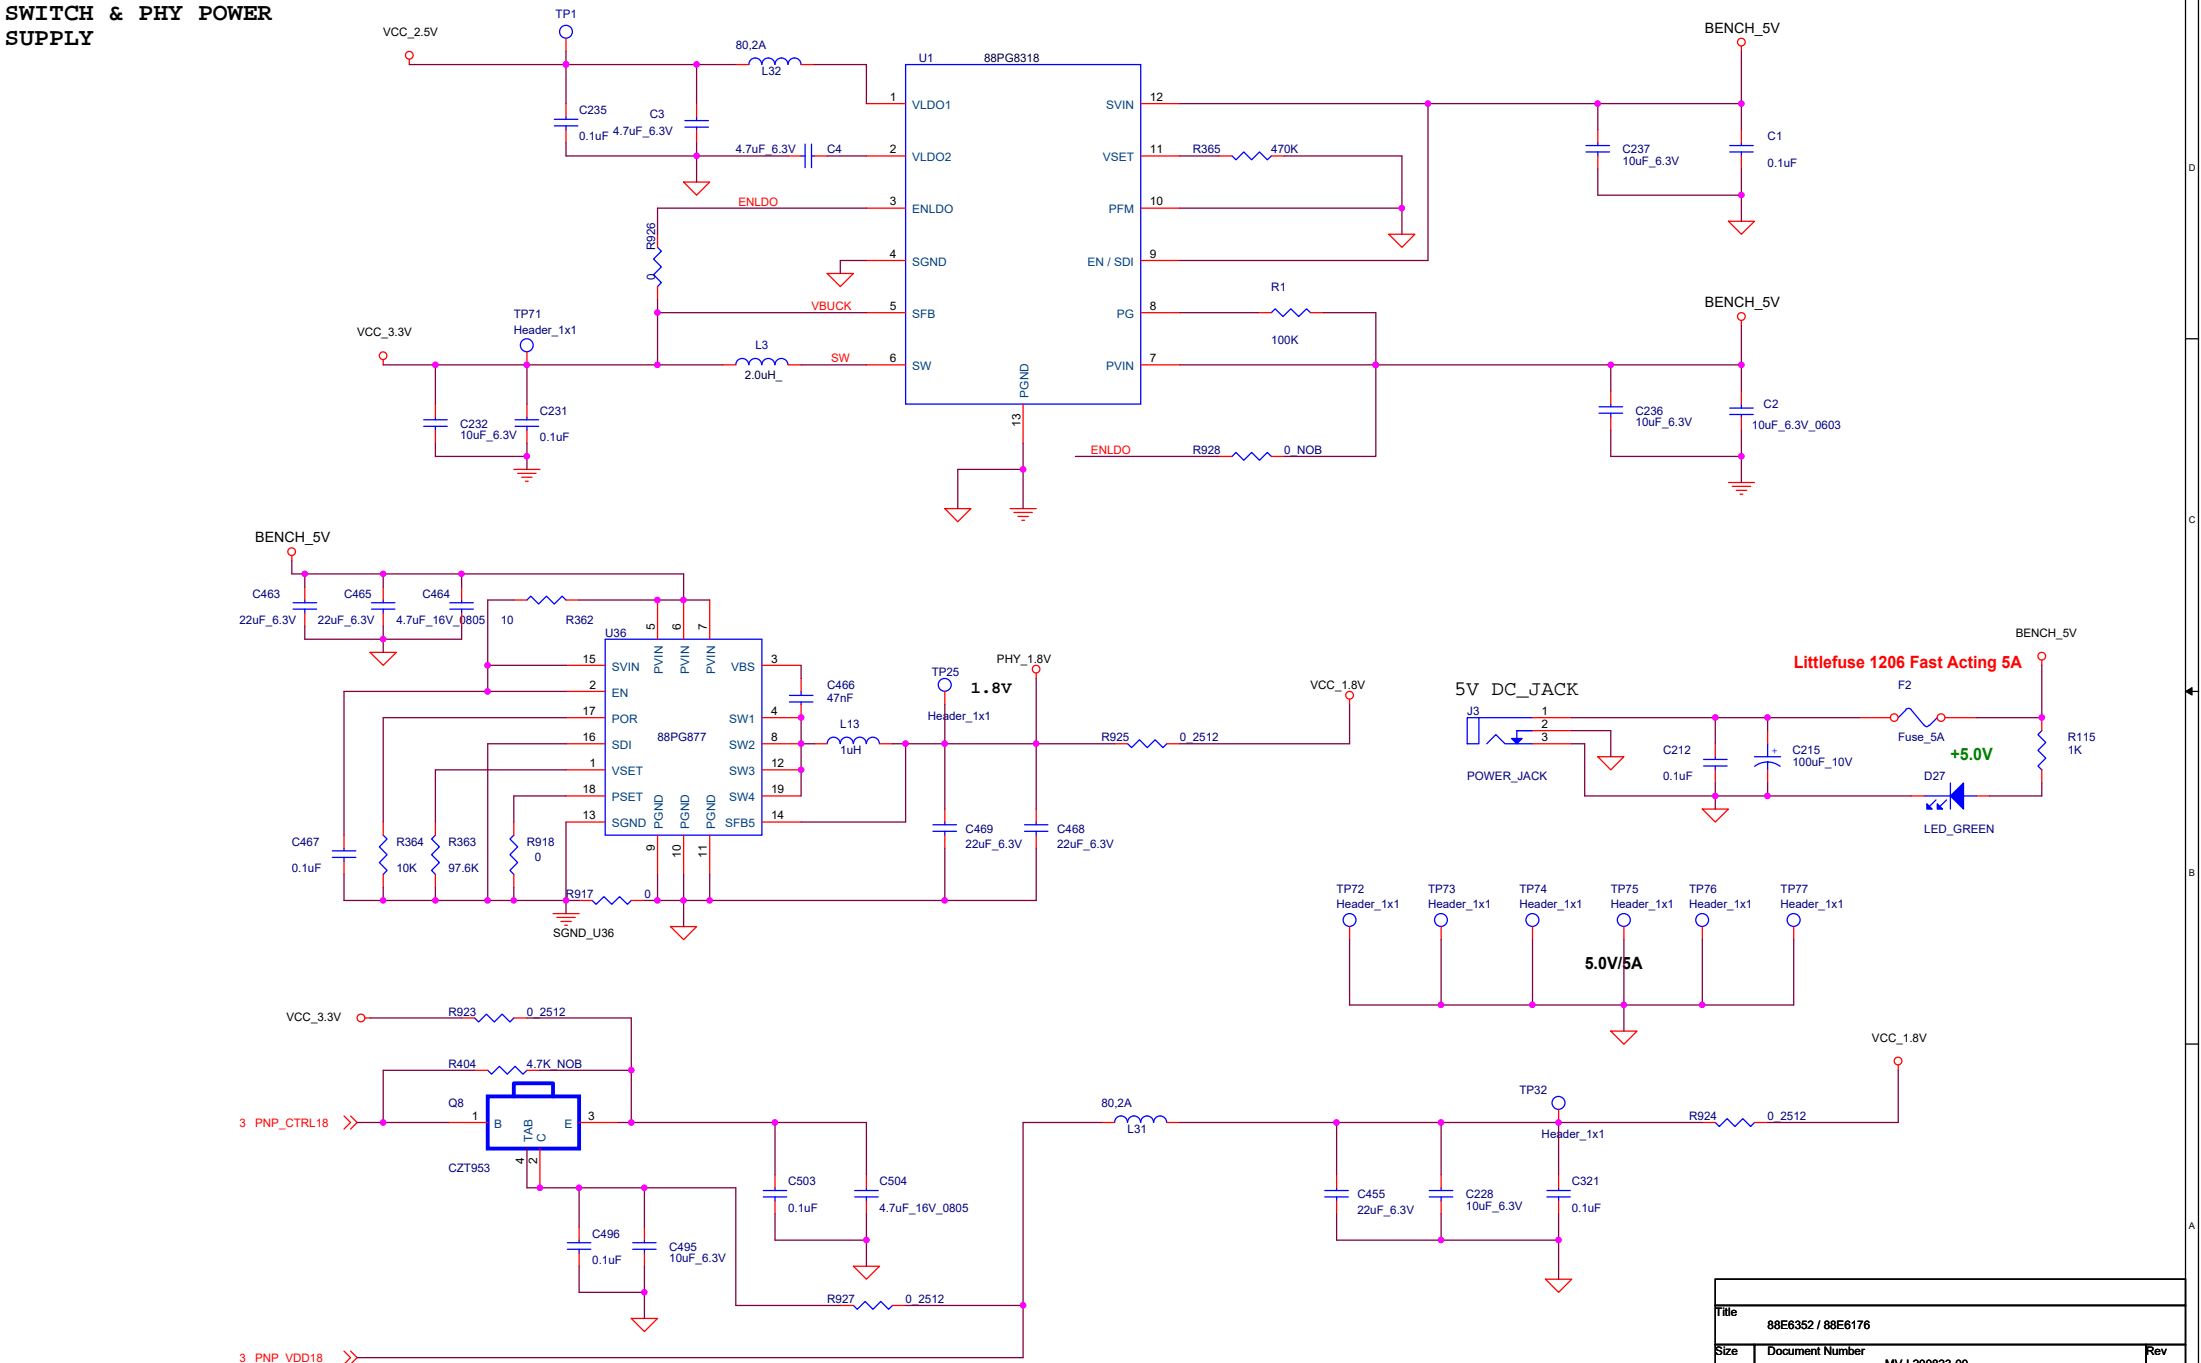 SWITCH & PHY POWER
SUPPLY
VCC_2.5V
TP1
80,2A
L32
C235
0.1uF
C3
4.7uF_6.3V
4.7uF_6.3V
C4
U1
88PG8318
1
VLDO1
2
VLDO2
3
ENLDO
4
SGND
5
SFB
6
SW
SVIN
12
VSET
11
PFM
10
EN / SDI
9
PG
8
PVIN
7
PGND
13
ENLDO
R926
0
VBUCK
SW
VCC_3.3V
TP71
Header_1x1
L3
2.0uH_
C232
10uF_6.3V
C231
0.1uF
R365
470K
R1
100K
ENLDO
R928
0_NOB
BENCH_5V
C237
10uF_6.3V
C1
0.1uF
BENCH_5V
C236
10uF_6.3V
C2
10uF_6.3V_0603
D
C
B
A
BENCH_5V
C463
22uF_6.3V
C465
22uF_6.3V
C464
4.7uF_16V_0805
10
R362
U36
88PG877
5
6
7
PVIN
PVIN
PVIN
15
SVIN
2
EN
17
POR
16
SDI
1
VSET
18
PSET
13
SGND
VBS
3
SW1
4
SW2
8
SW3
12
SW4
19
SFB5
14
PGND
PGND
PGND
9
10
11
C466
47nF
L13
1uH
TP25
Header_1x1
1.8V
PHY_1.8V
C469
22uF_6.3V
C468
22uF_6.3V
R925
0_2512
VCC_1.8V
C467
0.1uF
R364
10K
R363
97.6K
R918
0
R917
0
SGND_U36
5V DC_JACK
J3
1
2
3
POWER_JACK
C212
0.1uF
C215
100uF_10V
+
Littlefuse 1206 Fast Acting 5A
F2
Fuse_5A
BENCH_5V
+5.0V
R115
1K
D27
LED_GREEN
TP72
Header_1x1
TP73
Header_1x1
TP74
Header_1x1
TP75
Header_1x1
TP76
Header_1x1
TP77
Header_1x1
5.0V/5A
VCC_3.3V
R923
0_2512
R404
4.7K_NOB
3 PNP_CTRL18
Q8
1
B
TAB
C
E
3
4
2
CZT953
C496
0.1uF
C495
10uF_6.3V
C503
0.1uF
C504
4.7uF_16V_0805
R927
0_2512
3 PNP_VDD18
80,2A
L31
TP32
Header_1x1
R924
0_2512
VCC_1.8V
C455
22uF_6.3V
C228
10uF_6.3V
C321
0.1uF
Title
88E6352 / 88E6176
Size
Document Number
Rev